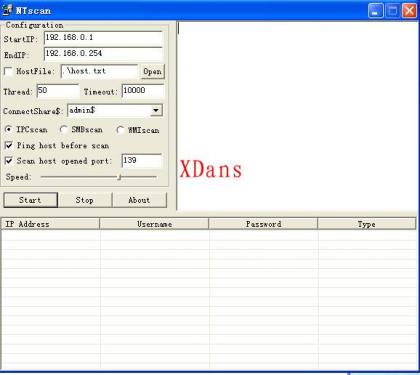 NTscan
Configuration
StartIP: 192.168.0.1
EndIP: 192.168.0.254
HostFile: .\host.txt Open
Thread: 50 Timeout: 10000
ConnectShare$: admin$
IPCscan SMBscan WMIscan
Ping host before scan
Scan host opened port: 139
Speed:
Start Stop About
XDans
IP Address Username Password Type